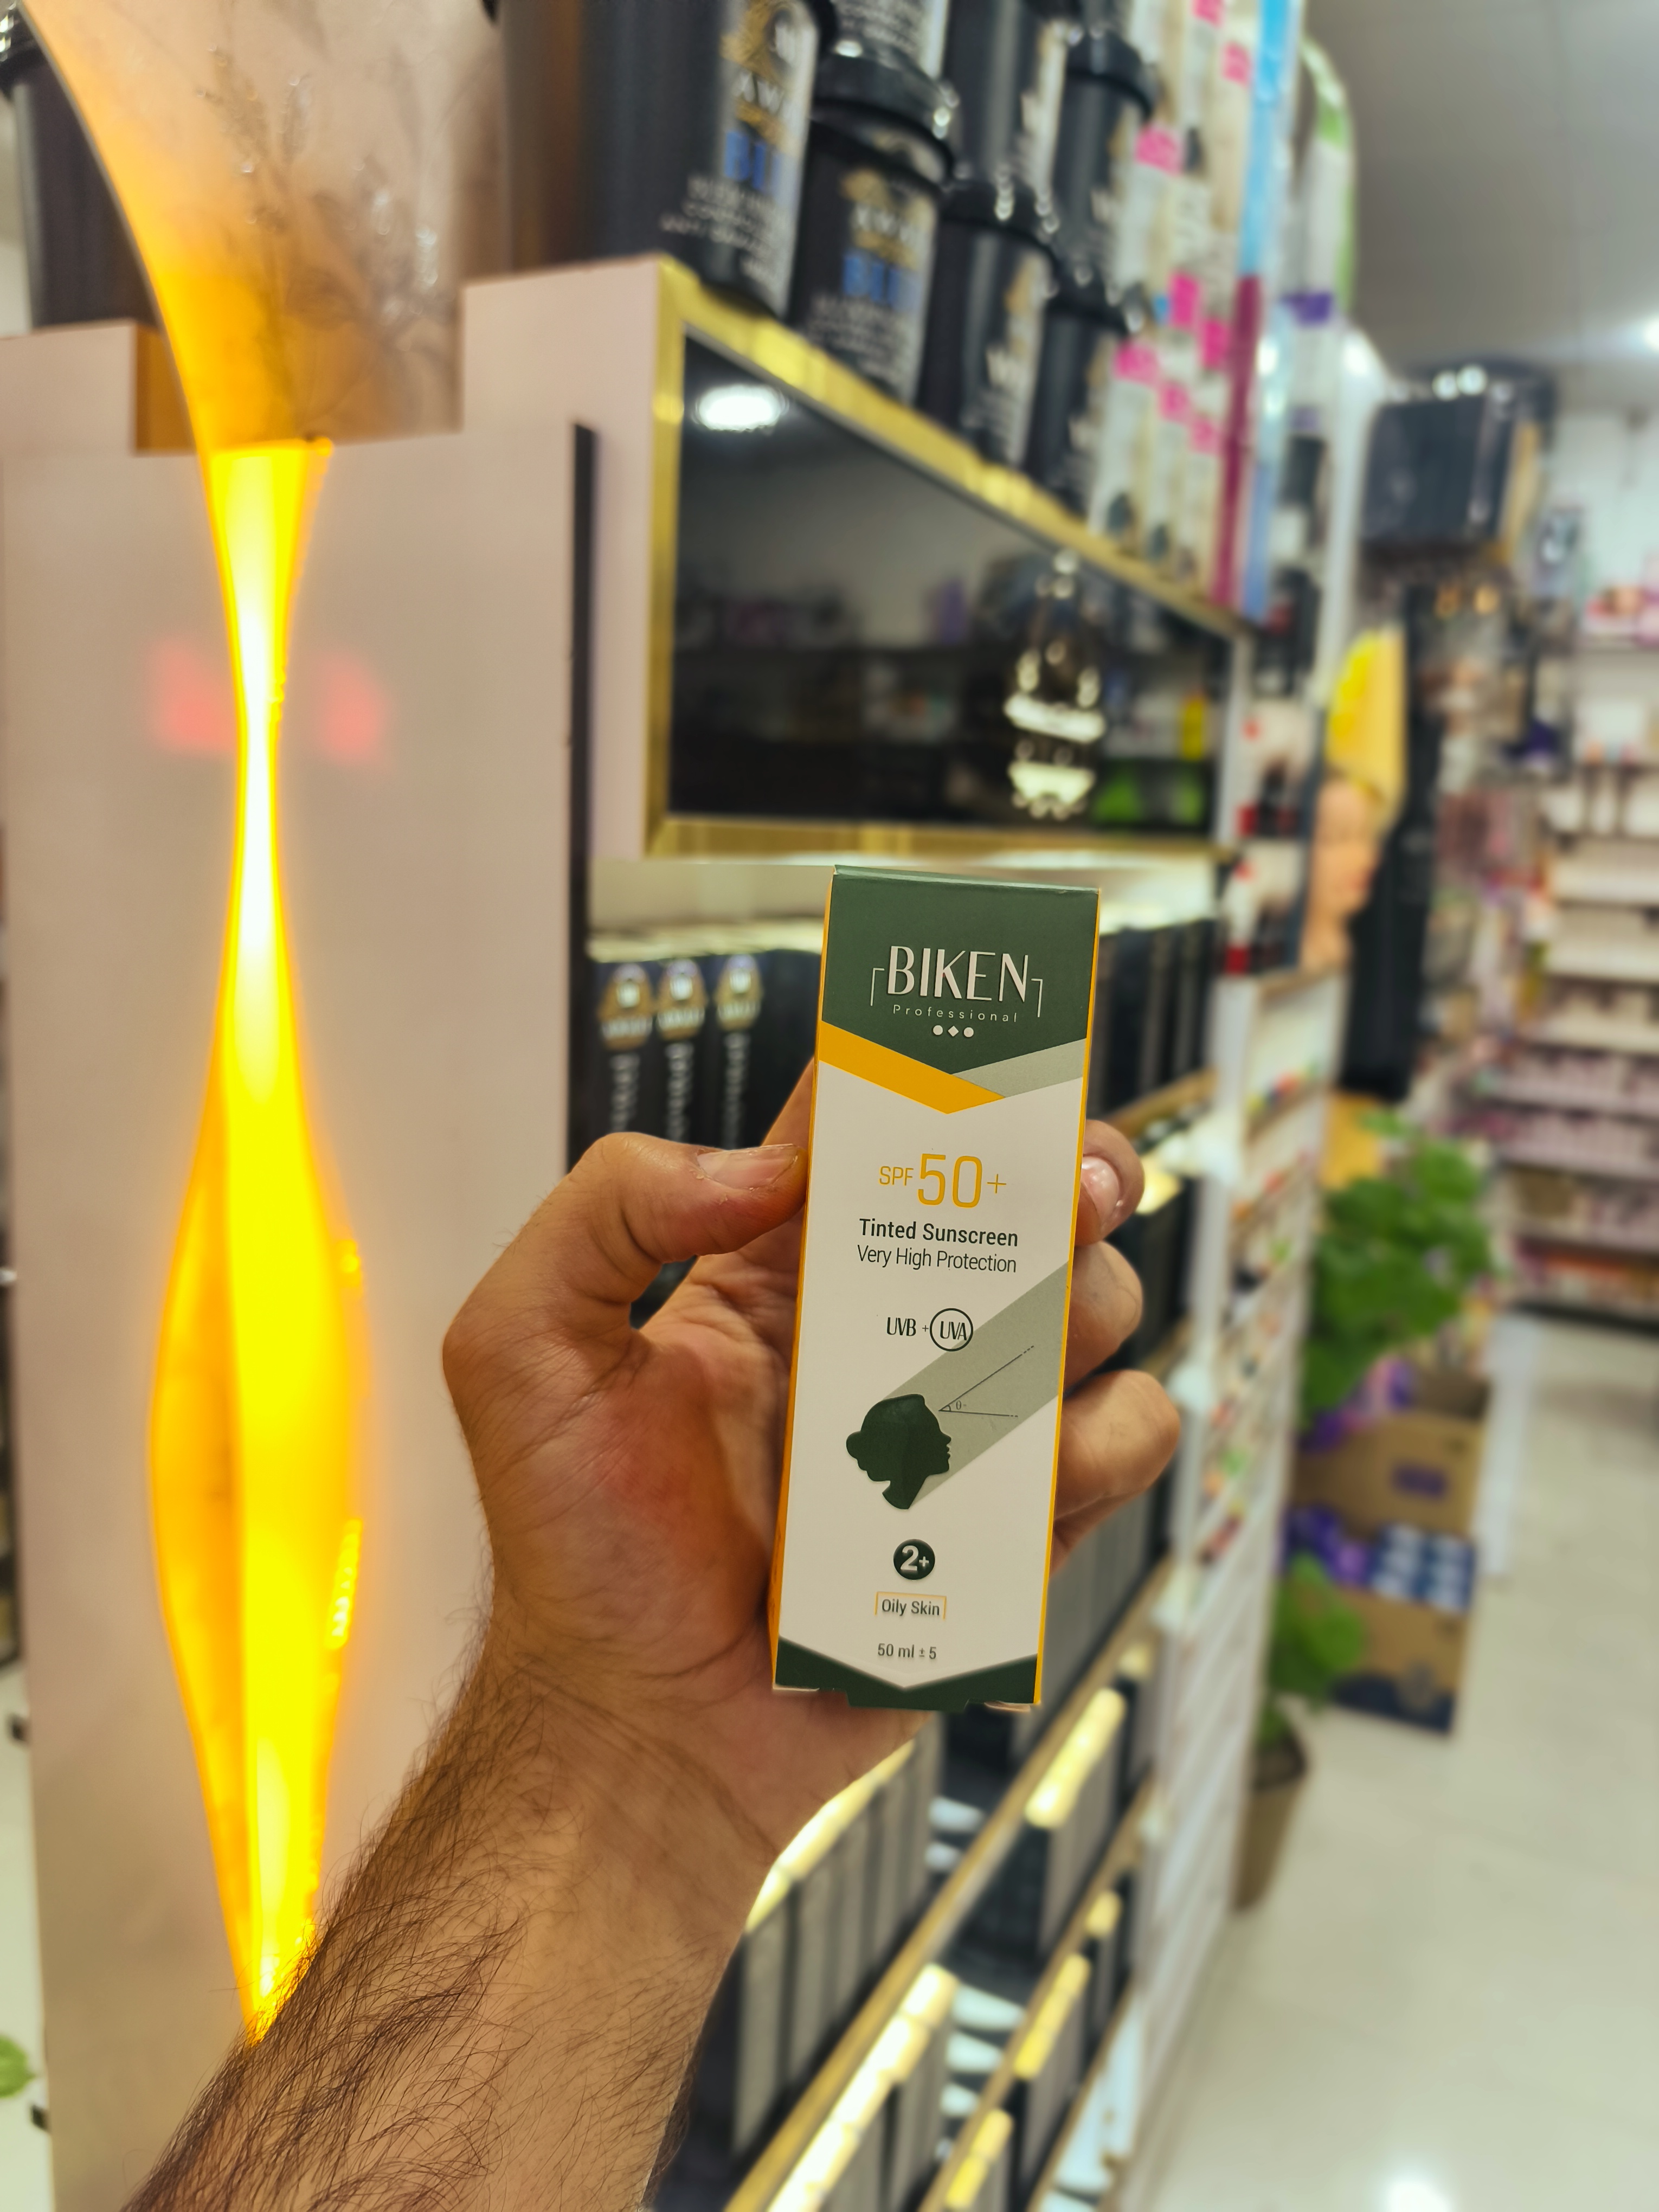 BIKEN
Professional
SPF 50+
Tinted Sunscreen
Very High Protection
UVB + UVA
θ
2+
Oily Skin
50 ml ± 5